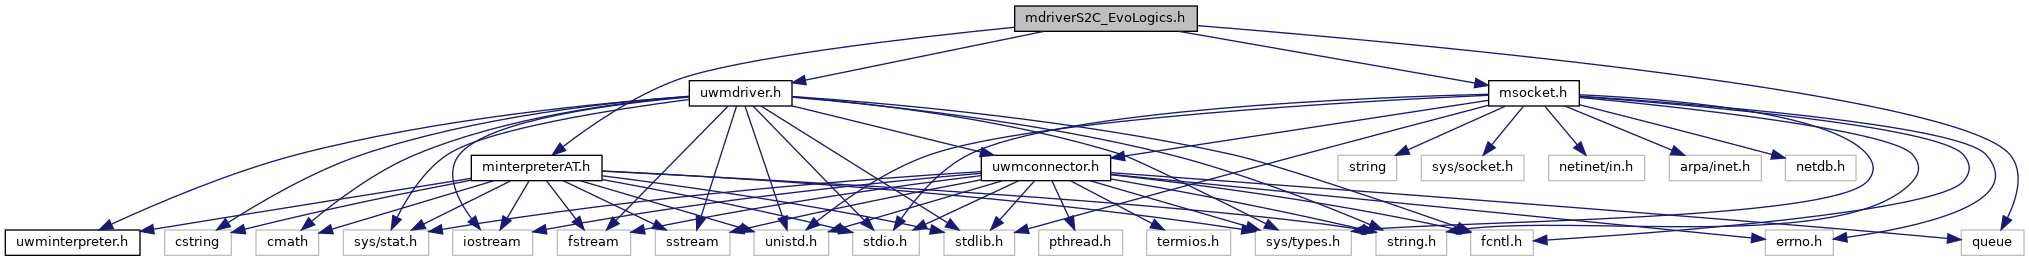 mdriverS2C_EvoLogics.h
uwmdriver.h
msocket.h
minterpreterAT.h
uwmconnector.h
string
sys/socket.h
netinet/in.h
arpa/inet.h
netdb.h
uwminterpreter.h
cstring
cmath
sys/stat.h
iostream
fstream
sstream
unistd.h
stdio.h
stdlib.h
pthread.h
termios.h
sys/types.h
string.h
fcntl.h
errno.h
queue